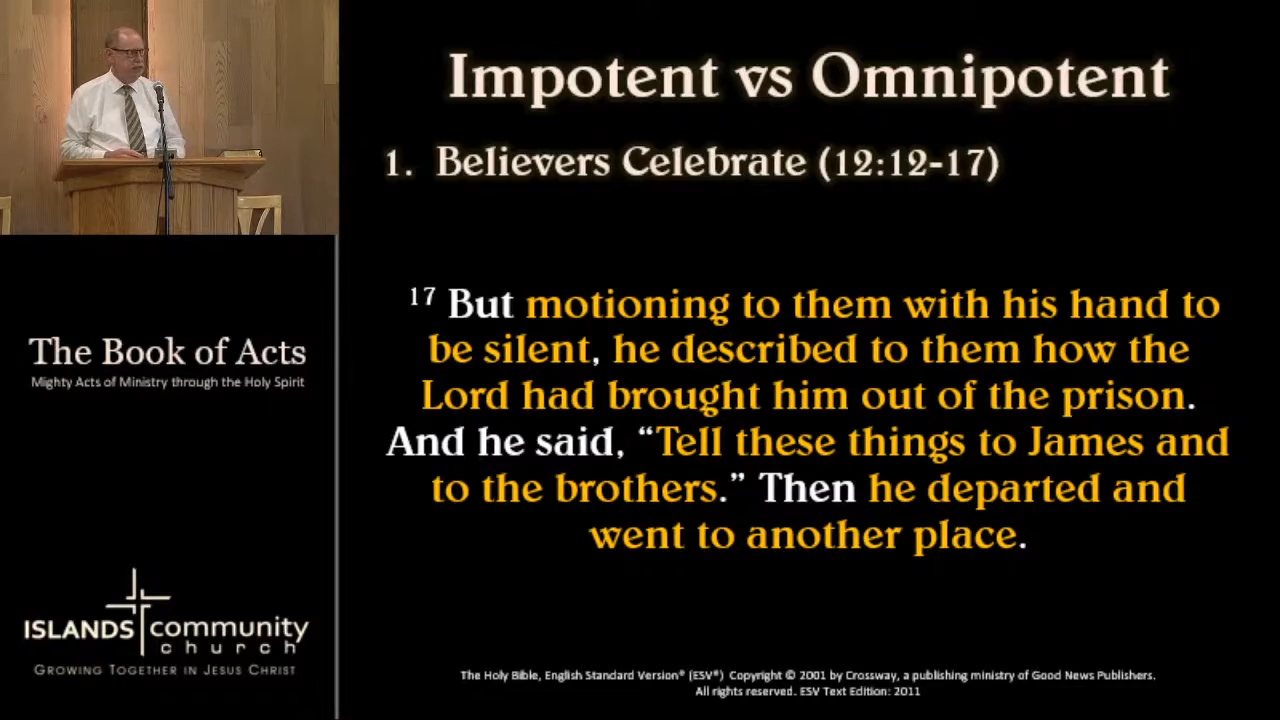 Impotent vs Omnipotent
1. Believers Celebrate (12:12-17)
17 But motioning to them with his hand to
be silent, he described to them how the
Lord had brought him out of the prison.
And he said, “Tell these things to James and
to the brothers.” Then he departed and
went to another place.
The Book of Acts
Mighty Acts of Ministry through the Holy Spirit
ISLANDS community
church
GROWING TOGETHER IN JESUS CHRIST
The Holy Bible, English Standard Version® (ESV®) Copyright © 2001 by Crossway, a publishing ministry of Good News Publishers.
All rights reserved. ESV Text Edition: 2011